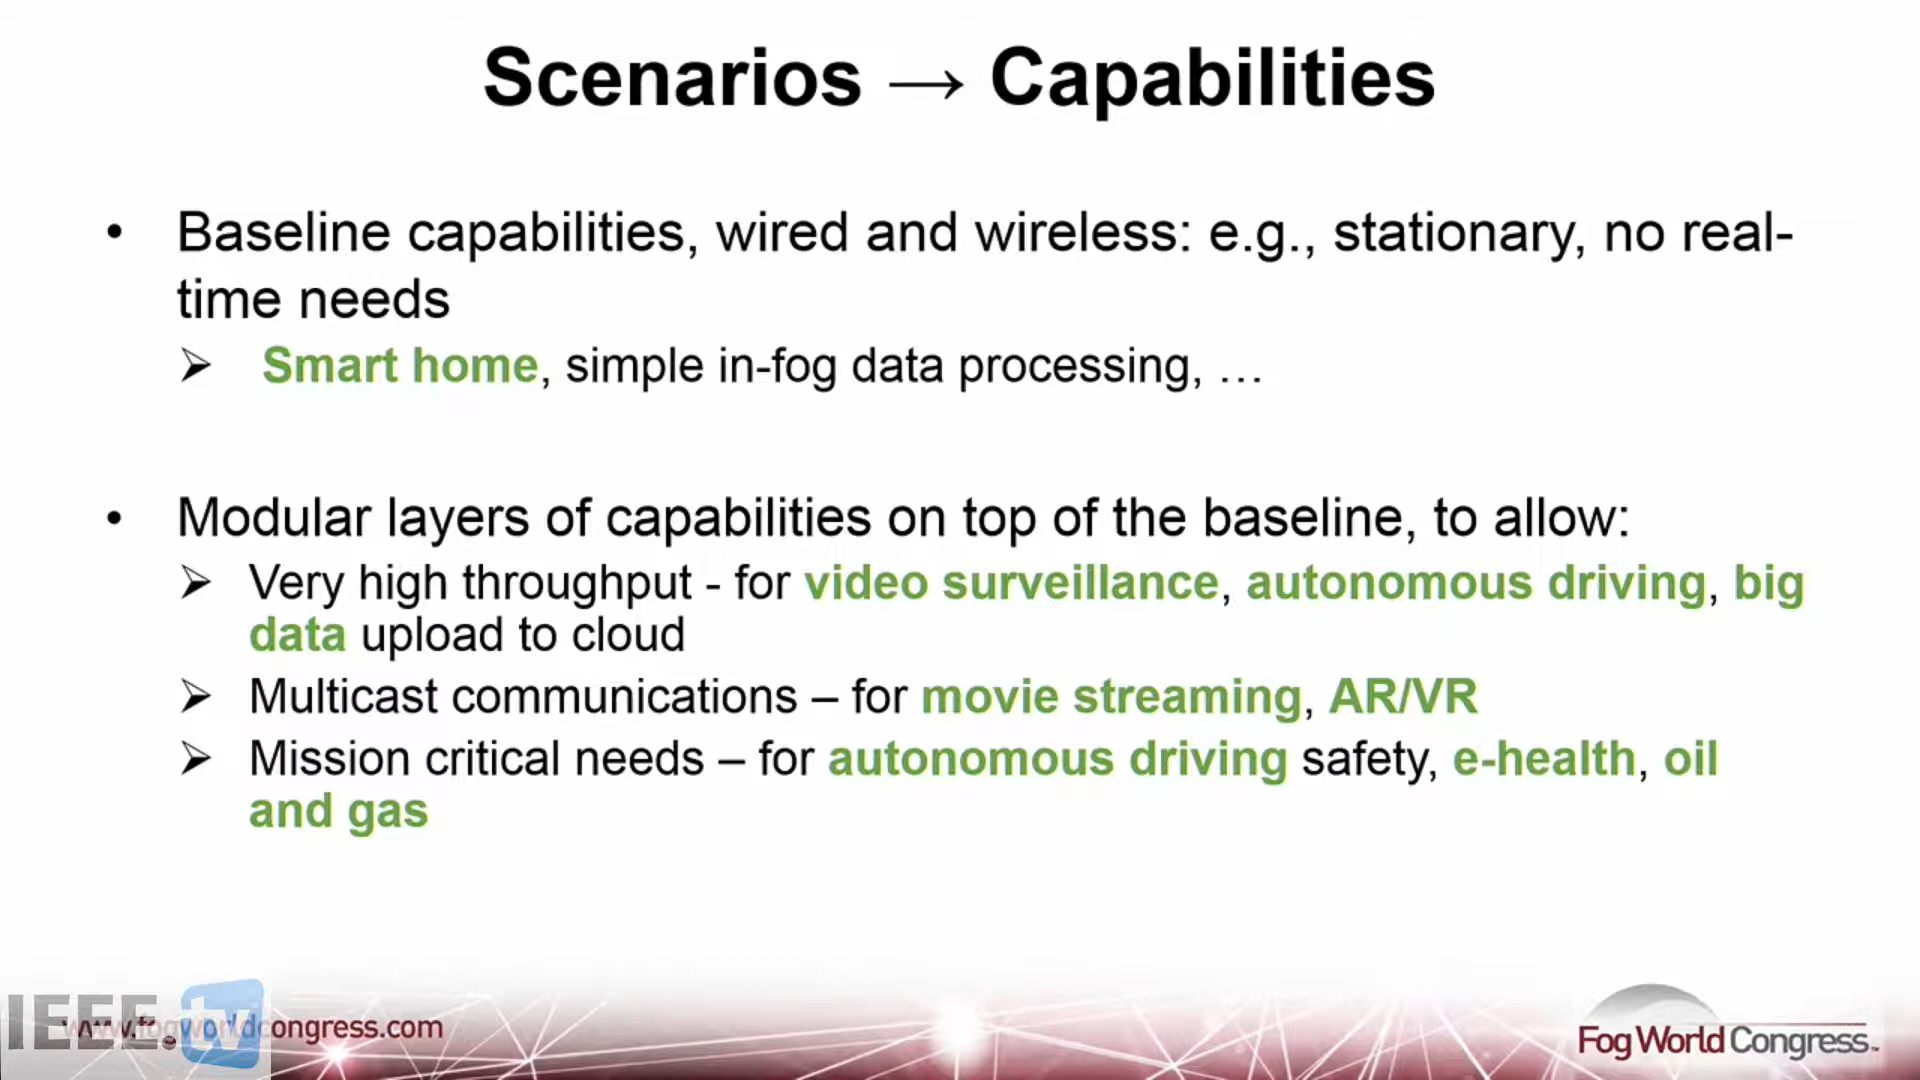 Scenarios → Capabilities
• Baseline capabilities, wired and wireless: e.g., stationary, no real-
time needs
➢ Smart home, simple in-fog data processing, …
• Modular layers of capabilities on top of the baseline, to allow:
➢ Very high throughput - for video surveillance, autonomous driving, big
data upload to cloud
➢ Multicast communications – for movie streaming, AR/VR
➢ Mission critical needs – for autonomous driving safety, e-health, oil
and gas
IEEE.tv
www.fogworldcongress.com
Fog World Congress™